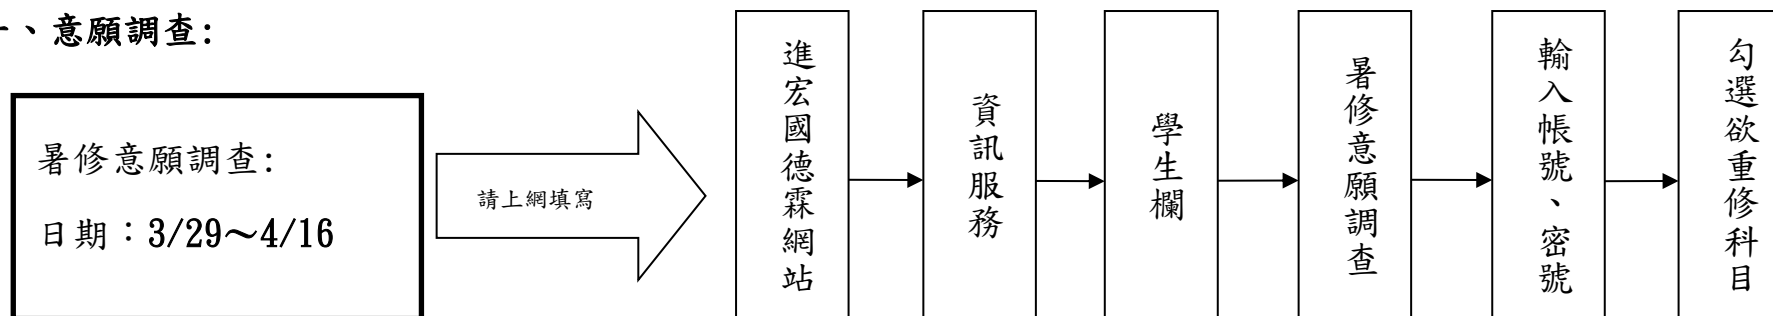 一、意願調查:
暑修意願調查:
日期：3/29～4/16
請上網填寫
進宏國德霖網站
資訊服務
學生欄
暑修意願調查
輸入帳號、密號
勾選欲重修科目